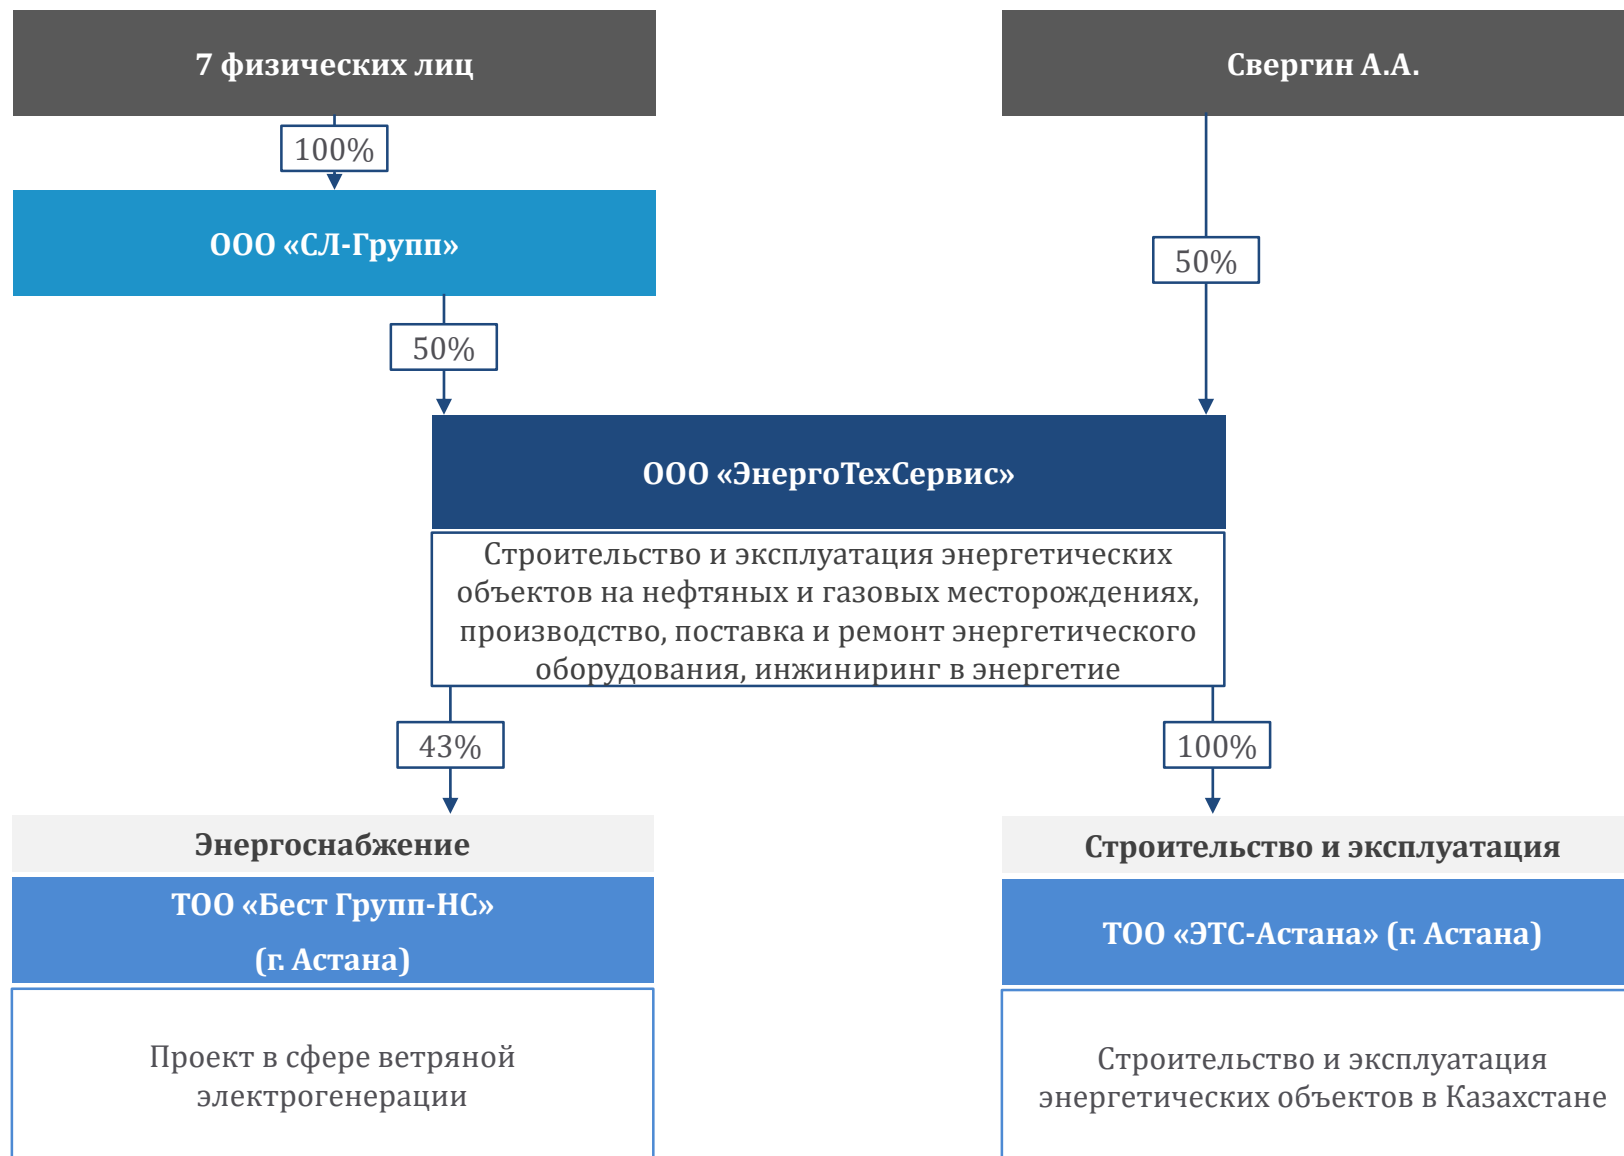 7 физических лиц
Свергин А.А.
100%
ООО «СЛ-Групп»
50%
50%
ООО «ЭнергоТехСервис»
Строительство и эксплуатация энергетических
объектов на нефтяных и газовых месторождениях,
производство, поставка и ремонт энергетического
оборудования, инжиниринг в энергетие
43%
100%
Энергоснабжение
ТОО «Бест Групп-НС»
(г. Астана)
Проект в сфере ветряной
электрогенерации
Строительство и эксплуатация
ТОО «ЭТС-Астана» (г. Астана)
Строительство и эксплуатация
энергетических объектов в Казахстане